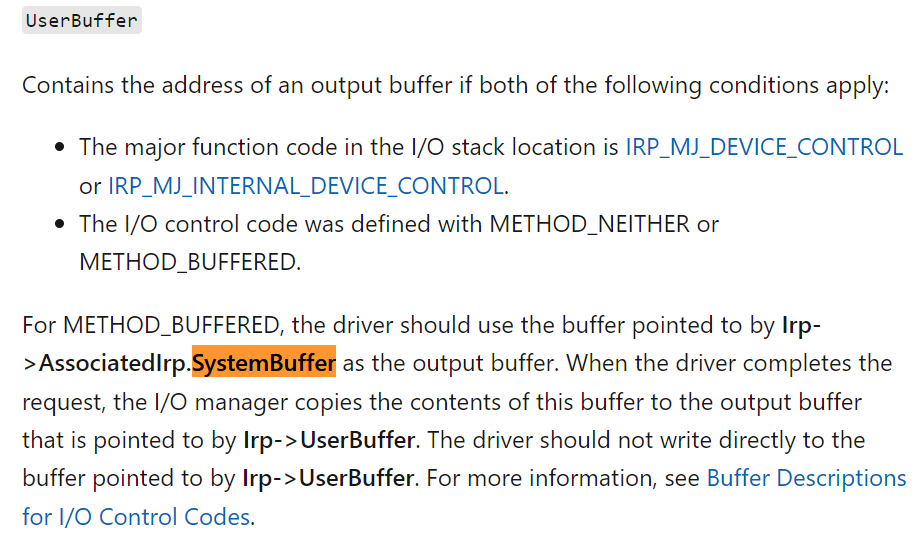 UserBuffer
Contains the address of an output buffer if both of the following conditions apply:
• The major function code in the I/O stack location is IRP_MJ_DEVICE_CONTROL
or IRP_MJ_INTERNAL_DEVICE_CONTROL.
• The I/O control code was defined with METHOD_NEITHER or
METHOD_BUFFERED.
For METHOD_BUFFERED, the driver should use the buffer pointed to by Irp-
>AssociatedIrp.SystemBuffer as the output buffer. When the driver completes the
request, the I/O manager copies the contents of this buffer to the output buffer
that is pointed to by Irp->UserBuffer. The driver should not write directly to the
buffer pointed to by Irp->UserBuffer. For more information, see Buffer Descriptions
for I/O Control Codes.